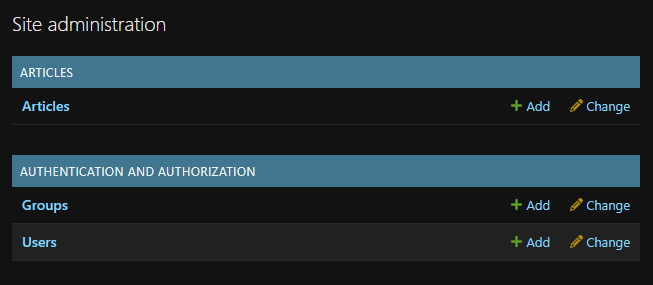 Site administration
ARTICLES
Articles Add Change
AUTHENTICATION AND AUTHORIZATION
Groups Add Change
Users Add Change